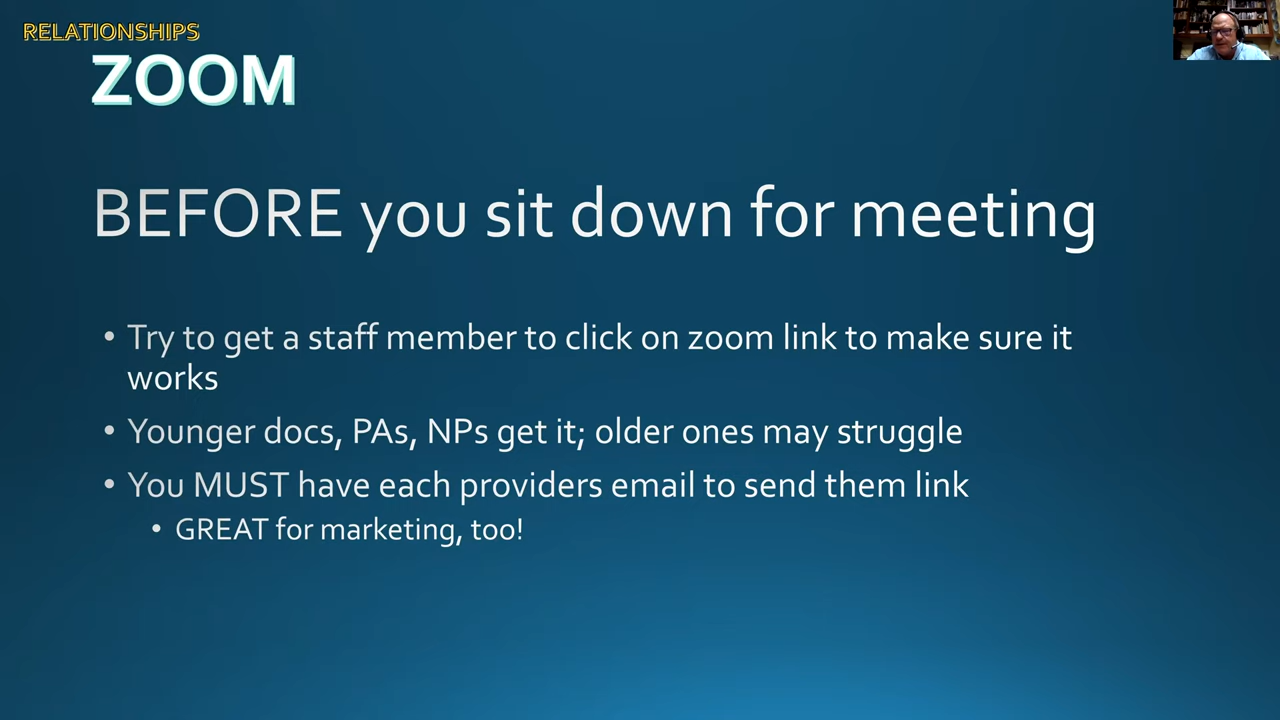 RELATIONSHIPS
ZOOM
BEFORE you sit down for meeting
• Try to get a staff member to click on zoom link to make sure it
works
• Younger docs, PAs, NPs get it; older ones may struggle
• You MUST have each providers email to send them link
• GREAT for marketing, too!